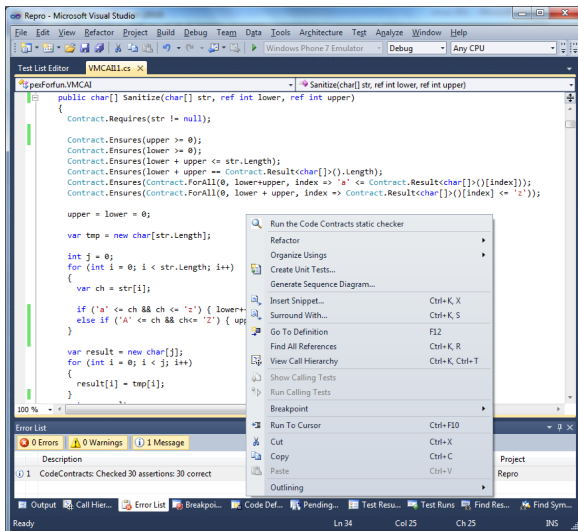 Repro - Microsoft Visual Studio
File Edit View Refactor Project Build Debug Team Data Tools Architecture Test Analyze Window Help
Windows Phone 7 Emulator Debug Any CPU
Test List Editor VMCAI1.cs
pexForfun.VMCAI Sanitize(char[] str, ref int lower, ref int upper)
public char[] Sanitize(char[] str, ref int lower, ref int upper)
{
Contract.Requires(str != null);
Contract.Ensures(upper >= 0);
Contract.Ensures(lower >= 0);
Contract.Ensures(lower + upper <= str.Length);
Contract.Ensures(lower + upper == Contract.Result<char[]>().Length);
Contract.Ensures(Contract.ForAll(0, lower+upper, index => 'a' <= Contract.Result<char[]>()[index]));
Contract.Ensures(Contract.ForAll(0, lower + upper, index => Contract.Result<char[]>()[index] <= 'z'));
upper = lower = 0;
var tmp = new char[str.Length];
int j = 0;
for (int i = 0; i < str.Length; i++)
{
var ch = str[i];
if ('a' <= ch && ch <= 'z') { lower+
else if ('A' <= ch && ch<= 'Z') { upp
}
var result = new char[j];
for (int i = 0; i < j; i++)
{
result[i] = tmp[i];
}
Run the Code Contracts static checker
Refactor
Organize Usings
Create Unit Tests...
Generate Sequence Diagram...
Insert Snippet... Ctrl+K, X
Surround With... Ctrl+K, S
Go To Definition F12
Find All References Ctrl+K, R
View Call Hierarchy Ctrl+K, Ctrl+T
Show Calling Tests
Run Calling Tests
Breakpoint
Run To Cursor Ctrl+F10
Cut Ctrl+X
Copy Ctrl+C
Paste Ctrl+V
Outlining
100 %
Error List
0 Errors 0 Warnings 1 Message
Description Project
1 CodeContracts: Checked 30 assertions: 30 correct Repro
Output Call Hier... Error List Breakpoi... Code Def... Pending... Test Resu... Test Runs Find Res... Find Sym...
Ready Ln 34 Col 25 Ch 25 INS